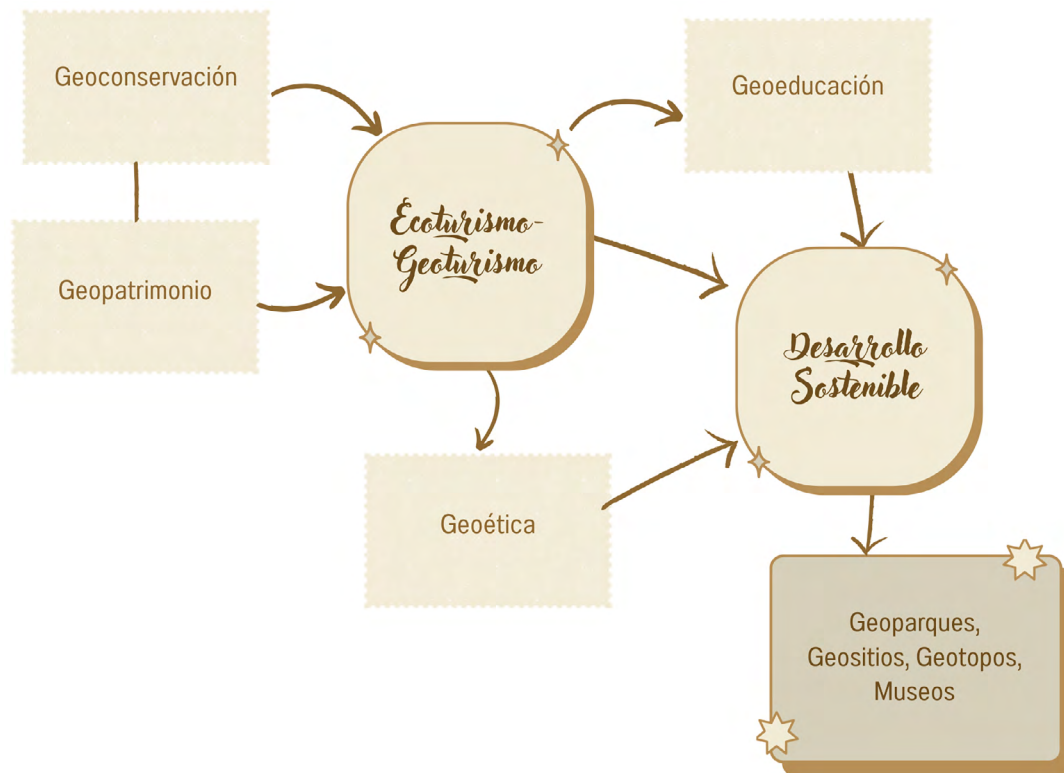 Geoconservación
Geoeducación
Ecoturismo-
Geoturismo
Geopatrimonio
Desarrollo
Sostenible
Geoética
Geoparques,
Geositios, Geotopos,
Museos